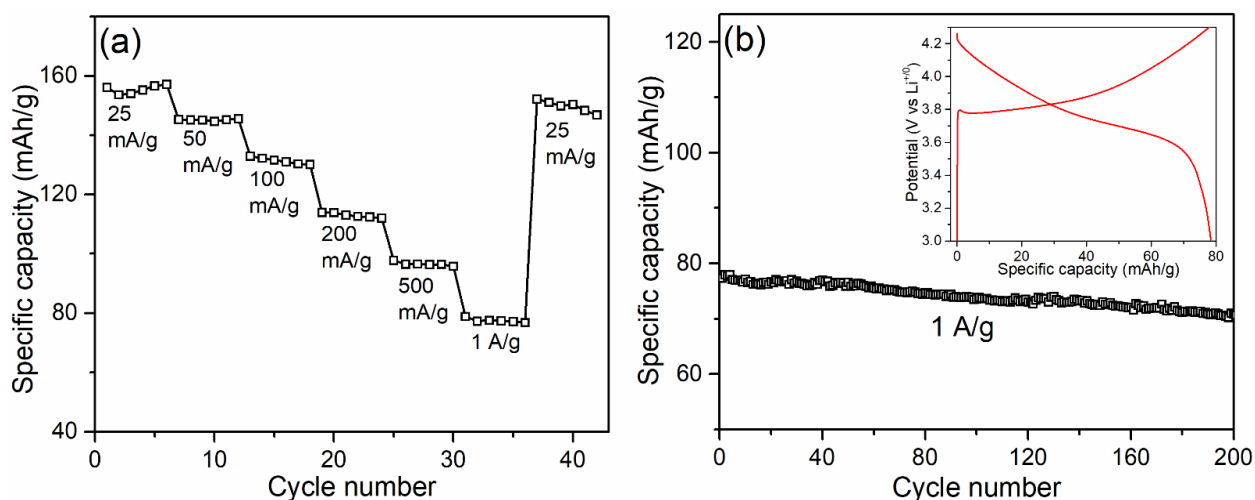 (a)
Specific capacity (mAh/g)
160
120
80
40
25
mA/g
50
mA/g
100
mA/g
200
mA/g
500
mA/g
1 A/g
25
mA/g
0
10
20
30
40
Cycle number
(b)
Specific capacity (mAh/g)
120
100
80
60
1 A/g
0
40
80
120
160
200
Cycle number
Potential (V vs Li+/0)
4.2
4.0
3.8
3.6
3.4
3.2
3.0
0
20
40
60
80
Specific capacity (mAh/g)